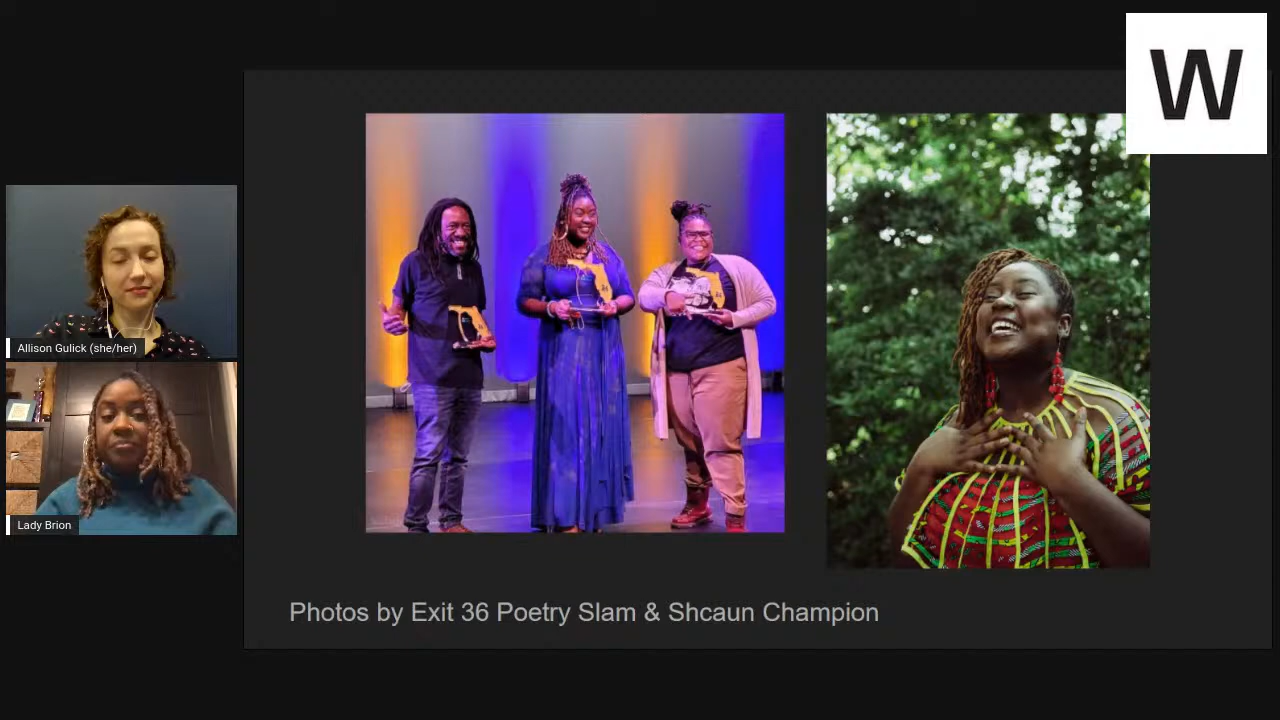 W
Allison Gulick (she/her)
Lady Brion
Photos by Exit 36 Poetry Slam & Shcaun Champion